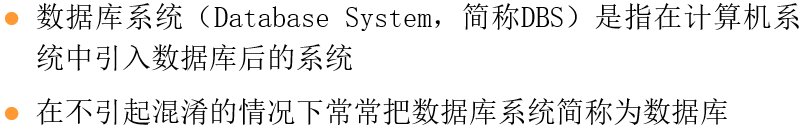 数据库系统（Database System，简称DBS）是指在计算机系
统中引入数据库后的系统
在不引起混淆的情况下常常把数据库系统简称为数据库